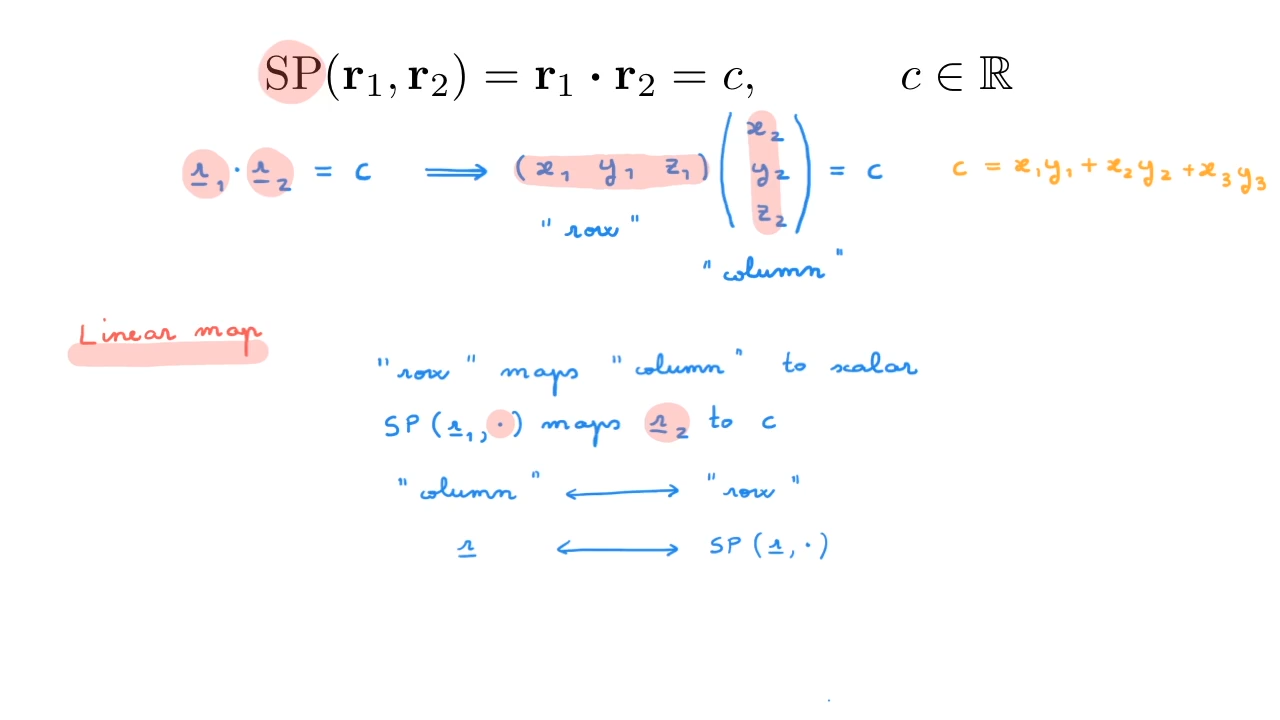 SP(r₁, r₂) = r₁ · r₂ = c, c ∈ ℝ
r₁ · r₂ = c ⟹ (x₁ y₁ z₁) (x₂ y₂ z₂) = c c = x₁y₁ + x₂y₂ + x₃y₃
"row"
"column"
Linear map
"row" maps "column" to scalar
SP(r₁, ·) maps r₂ to c
"column" ⟷ "row"
r ⟷ SP(r, ·)